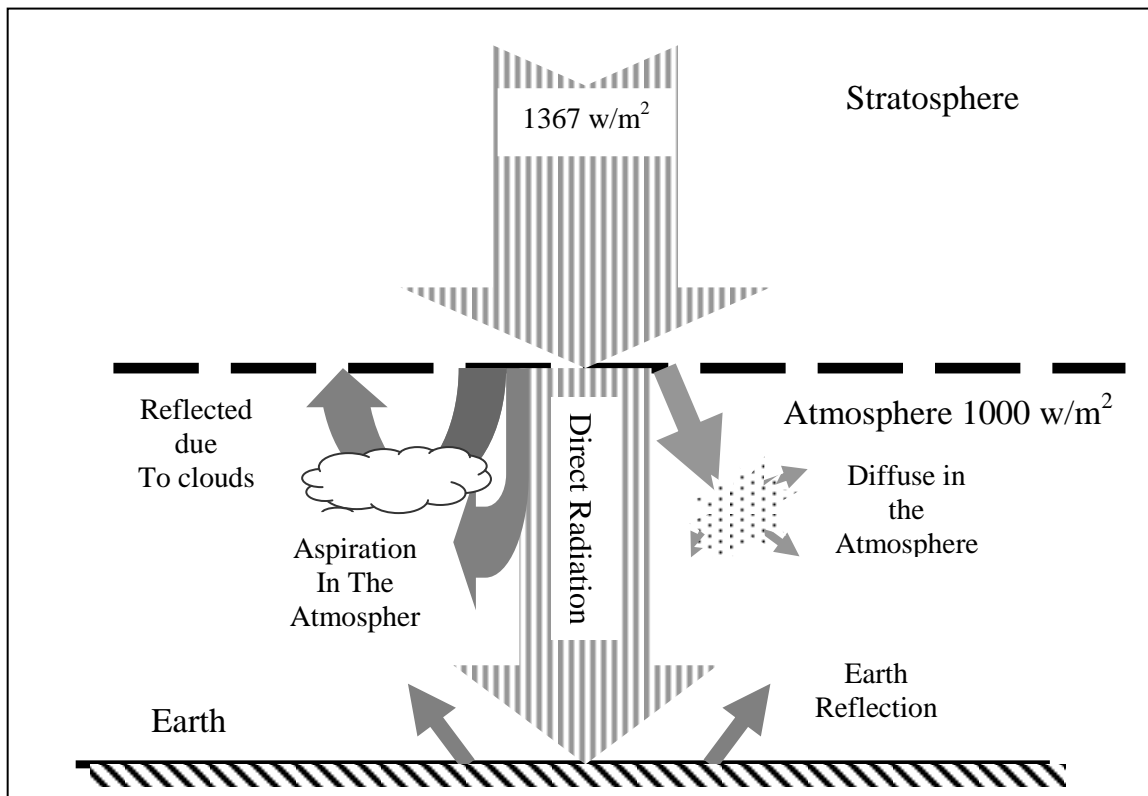 1367 w/m²
Stratosphere
Reflected
due
To clouds
Atmosphere 1000 w/m²
Direct Radiation
Diffuse in
the
Atmosphere
Aspiration
In The
Atmospher
Earth
Reflection
Earth